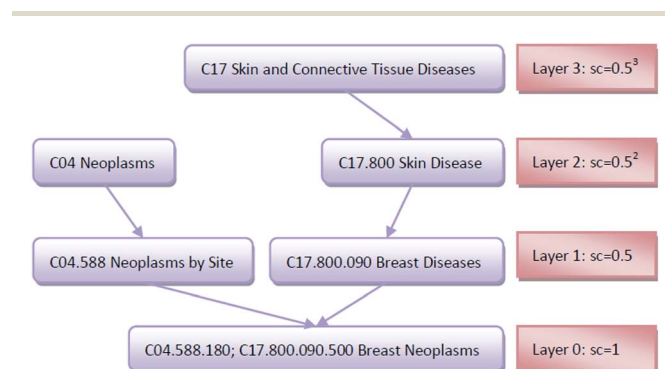 C17 Skin and Connective Tissue Diseases
Layer 3: sc=0.5³
C04 Neoplasms
C17.800 Skin Disease
Layer 2: sc=0.5²
C04.588 Neoplasms by Site
C17.800.090 Breast Diseases
Layer 1: sc=0.5
C04.588.180; C17.800.090.500 Breast Neoplasms
Layer 0: sc=1